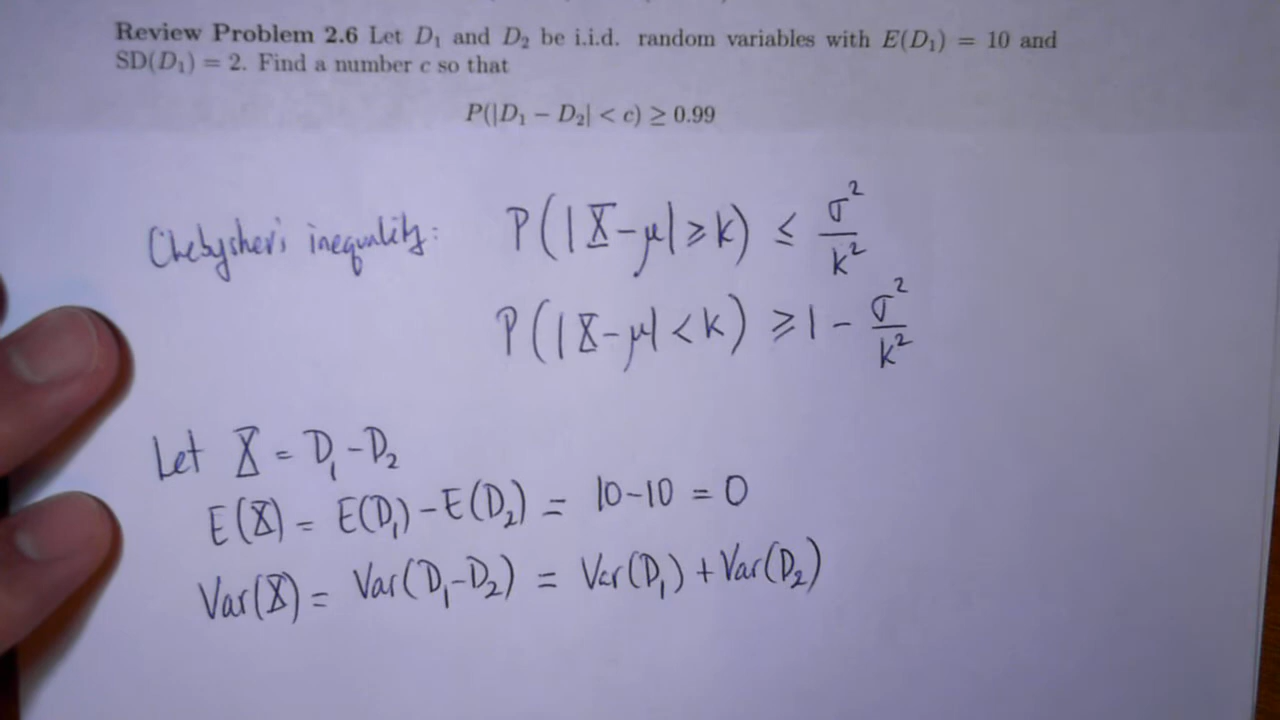 Review Problem 2.6 Let D₁ and D₂ be i.i.d. random variables with E(D₁) = 10 and
SD(D₁) = 2. Find a number c so that
P(|D₁ − D₂| < c) ≥ 0.99
Chebyshev's inequality: P(|X-μ|≥k) ≤ σ²/k²
P(|X-μ|<k) ≥ 1 - σ²/k²
Let X = D₁-D₂
E(X) = E(D₁)-E(D₂) = 10-10 = 0
Var(X) = Var(D₁-D₂) = Var(D₁)+Var(D₂)